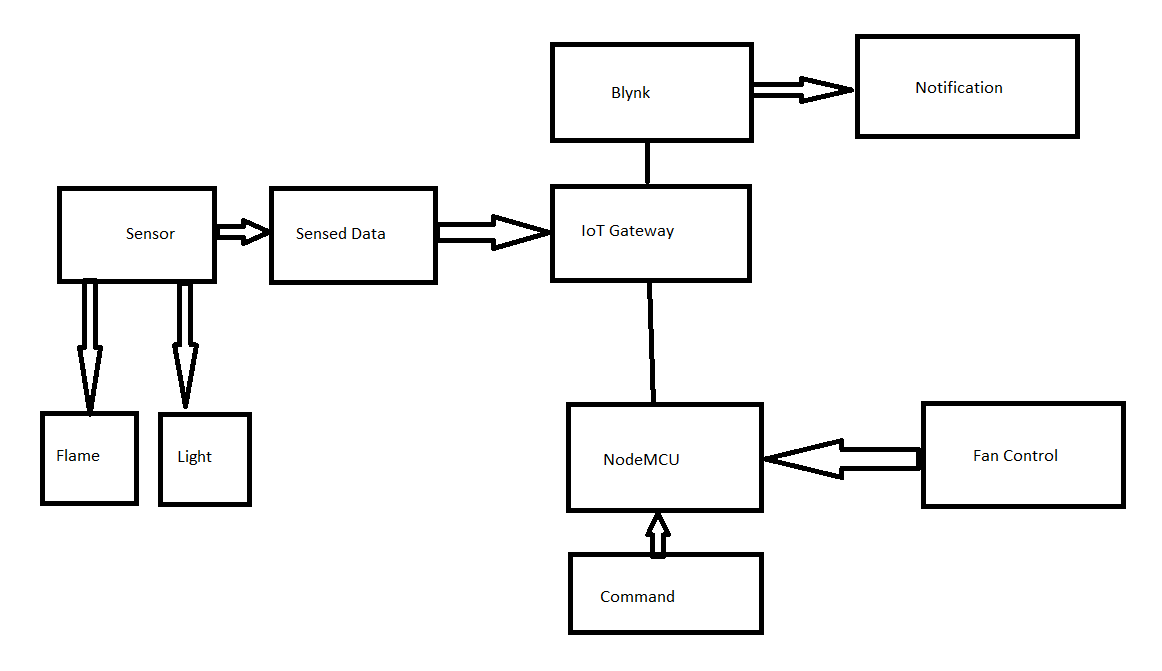 Blynk
Notification
Sensor
Sensed Data
IoT Gateway
Flame
Light
NodeMCU
Fan Control
Command